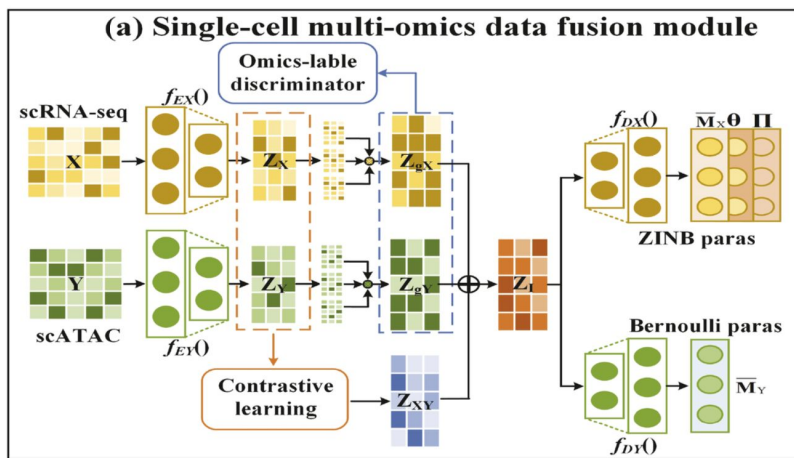 (a) Single-cell multi-omics data fusion module
Omics-lable
discriminator
scRNA-seq
f_EX()
X
Z_X
Z_gX
f_DX()
M̅_X Θ Π
ZINB paras
Y
scATAC
f_EY()
Z_Y
Z_gY
Z_I
Contrastive
learning
Z_XY
Bernoulli paras
M̅_Y
f_DY()